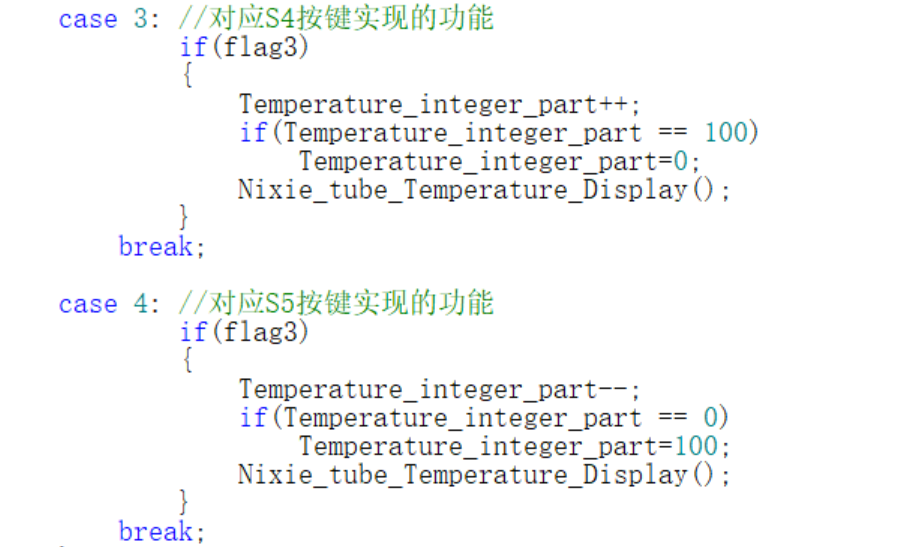 case 3: //对应S4按键实现的功能
if(flag3)
{
Temperature_integer_part++;
if(Temperature_integer_part == 100)
Temperature_integer_part=0;
Nixie_tube_Temperature_Display();
}
break;
case 4: //对应S5按键实现的功能
if(flag3)
{
Temperature_integer_part--;
if(Temperature_integer_part == 0)
Temperature_integer_part=100;
Nixie_tube_Temperature_Display();
}
break;